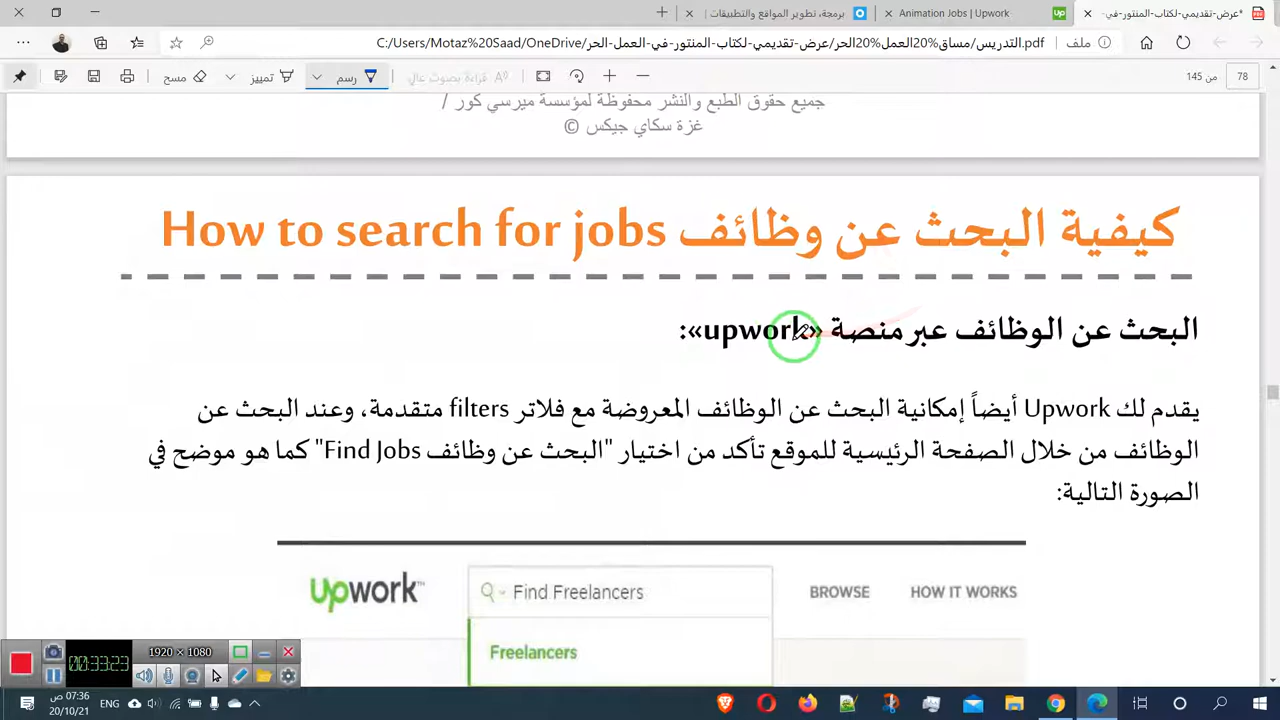 *عرض-تقديمي-لكتاب-المنتور-في-
Animation Jobs | Upwork
برمجة، تطوير المواقع والتطبيقات |
ملف
C:/Users/Motaz%20Saad/OneDrive/التدريس/مساق%20العمل%20الحر/عرض-تقديمي-لكتاب-المنتور-في-العمل-الحر.pdf
78
من 145
قراءة بصوت عالٍ
رسم
تمييز
مسح
جميع حقوق الطبع والنشر محفوظة لمؤسسة ميرسي كور /
غزة سكاي جيكس ©
كيفية البحث عن وظائف How to search for jobs
البحث عن الوظائف عبر منصة «upwork»:
يقدم لك Upwork أيضاً إمكانية البحث عن الوظائف المعروضة مع فلاتر filters متقدمة، وعند البحث عن
الوظائف من خلال الصفحة الرئيسية للموقع تأكد من اختيار "البحث عن وظائف Find Jobs" كما هو موضح في
الصورة التالية:
upwork™
Find Freelancers
BROWSE
HOW IT WORKS
Freelancers
1920 × 1080
00:33:23
07:36 ص
20/10/21
ENG